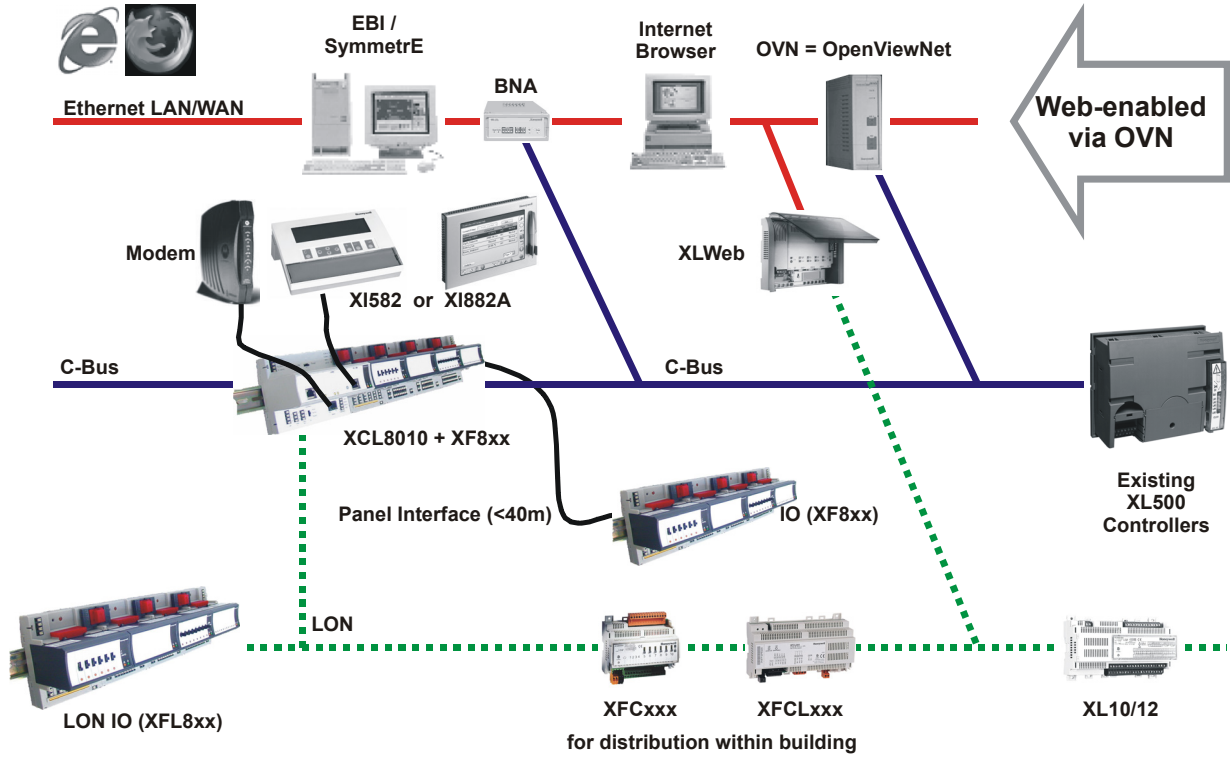 EBI /
SymmetrE
Internet
Browser
OVN = OpenViewNet
BNA
Ethernet LAN/WAN
Web-enabled
via OVN
Modem
XLWeb
XI582 or XI882A
C-Bus
C-Bus
XCL8010 + XF8xx
Existing
XL500
Controllers
Panel Interface (<40m)
IO (XF8xx)
LON
LON IO (XFL8xx)
XFCxxx
XFCLxxx
XL10/12
for distribution within building